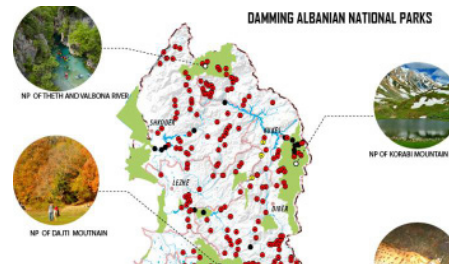 DAMMING ALBANIAN NATIONAL PARKS
NP OF THETH AND VALBONA RIVER
SHKODER
KUKES
NP OF KORABI MOUNTAIN
LEZHE
DIBER
NP OF DAJTI MOUTNAIN